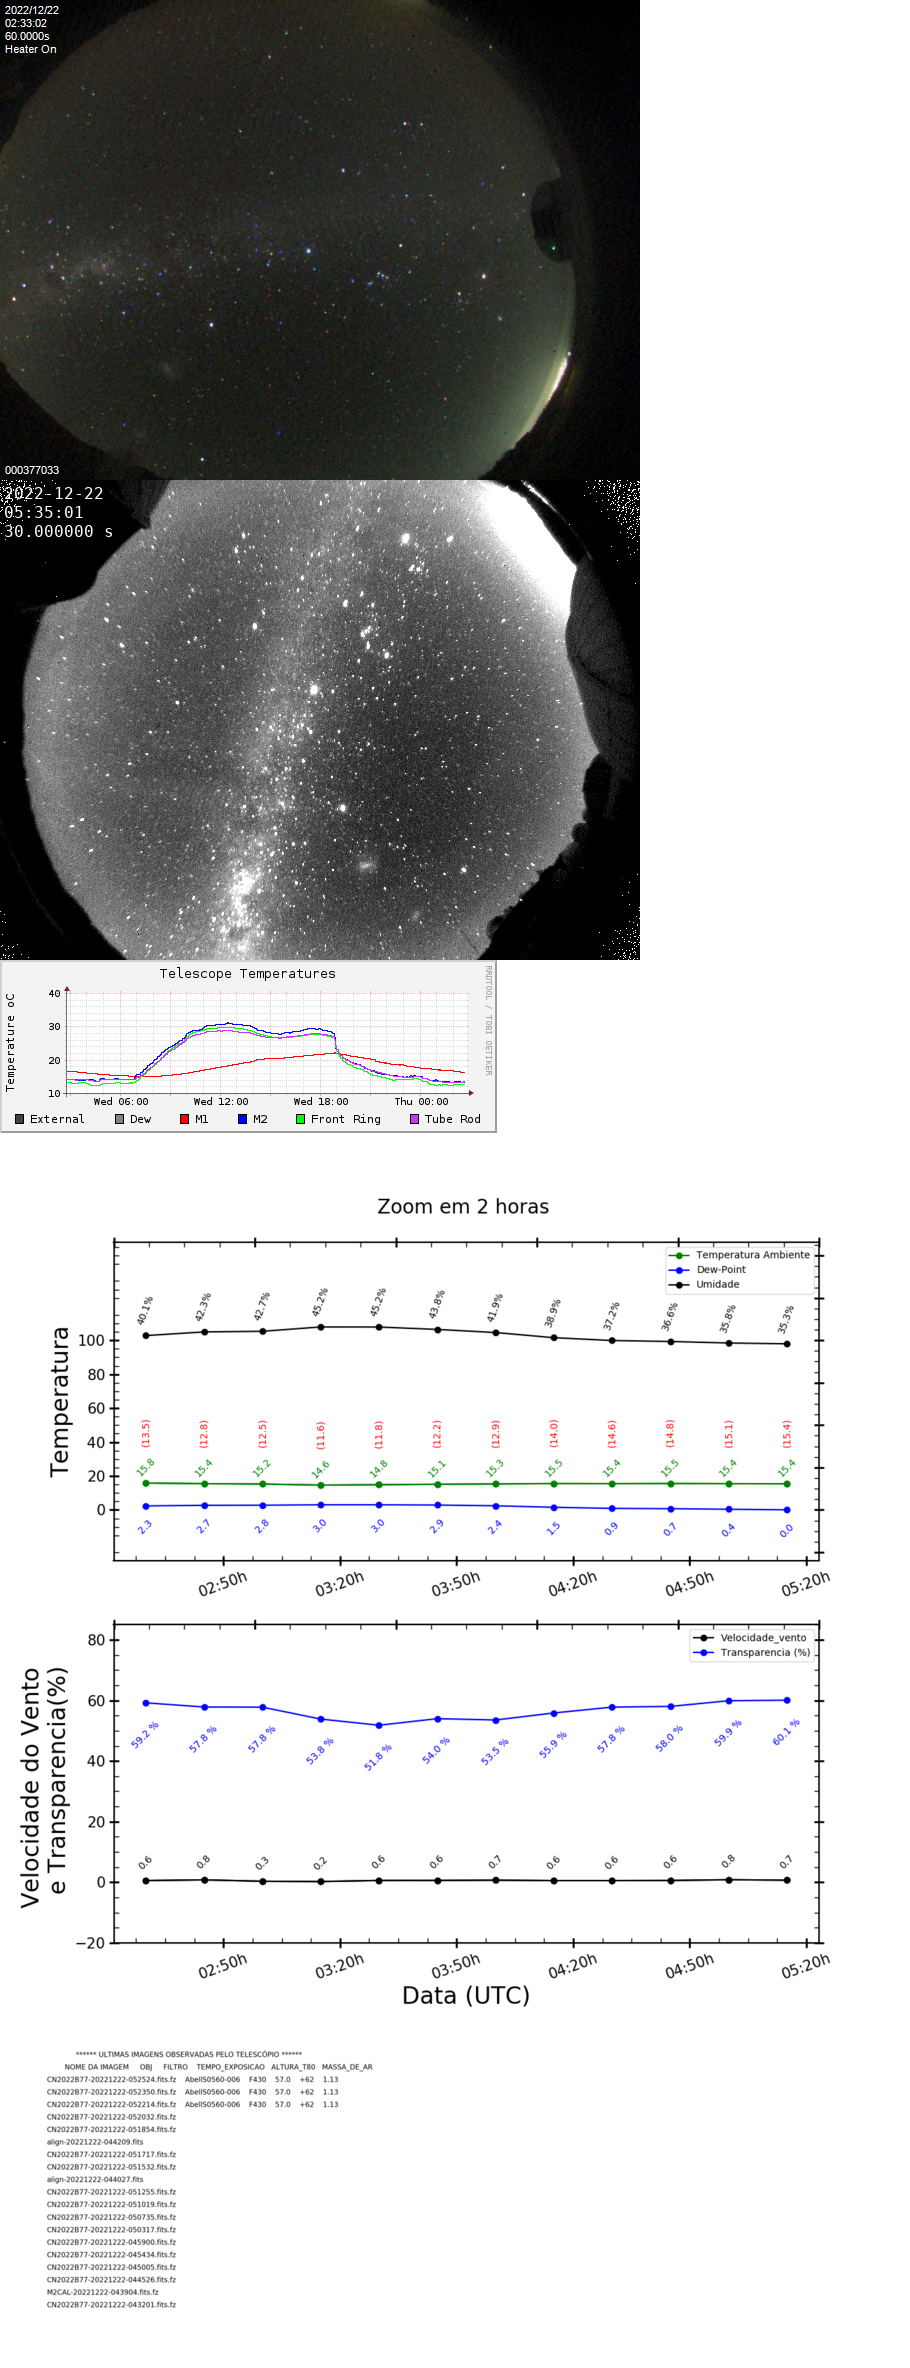 2022/12/22
02:33:02
60.0000s
Heater On
000377033
2022-12-22
05:35:01
30.000000 s
Telescope Temperatures
RRDTOOL / TOBI OETIKER
Temperature oC
40
30
20
10
Wed 06:00 Wed 12:00 Wed 18:00 Thu 00:00
External Dew M1 M2 Front Ring Tube Rod
Zoom em 2 horas
Temperatura Ambiente
Dew-Point
Umidade
40.1% 42.3% 42.7% 45.2% 45.2% 43.8% 41.9% 38.9% 37.2% 36.6% 35.8% 35.3%
Temperatura
100
80
60
40
20
0
(13.5) (12.8) (12.5) (11.6) (11.8) (12.2) (12.9) (14.0) (14.6) (14.8) (15.1) (15.4)
15.8 15.4 15.2 14.6 14.8 15.1 15.3 15.5 15.4 15.5 15.4 15.4
2.3 2.7 2.8 3.0 3.0 2.9 2.4 1.5 0.9 0.7 0.4 0.0
02:50h 03:20h 03:50h 04:20h 04:50h 05:20h
Velocidade_vento
Transparencia (%)
Velocidade do Vento
e Transparencia(%)
80
60
40
20
0
−20
59.2 % 57.8 % 57.8 % 53.8 % 51.8 % 54.0 % 53.5 % 55.9 % 57.8 % 58.0 % 59.9 % 60.1 %
0.6 0.8 0.3 0.2 0.6 0.6 0.7 0.6 0.6 0.6 0.8 0.7
02:50h 03:20h 03:50h 04:20h 04:50h 05:20h
Data (UTC)
****** ULTIMAS IMAGENS OBSERVADAS PELO TELESCÓPIO ******
NOME DA IMAGEM OBJ FILTRO TEMPO_EXPOSICAO ALTURA_T80 MASSA_DE_AR
CN2022B77-20221222-052524.fits.fz AbellS0560-006 F430 57.0 +62 1.13
CN2022B77-20221222-052350.fits.fz AbellS0560-006 F430 57.0 +62 1.13
CN2022B77-20221222-052214.fits.fz AbellS0560-006 F430 57.0 +62 1.13
CN2022B77-20221222-052032.fits.fz
CN2022B77-20221222-051854.fits.fz
align-20221222-044209.fits
CN2022B77-20221222-051717.fits.fz
CN2022B77-20221222-051532.fits.fz
align-20221222-044027.fits
CN2022B77-20221222-051255.fits.fz
CN2022B77-20221222-051019.fits.fz
CN2022B77-20221222-050735.fits.fz
CN2022B77-20221222-050317.fits.fz
CN2022B77-20221222-045900.fits.fz
CN2022B77-20221222-045434.fits.fz
CN2022B77-20221222-045005.fits.fz
CN2022B77-20221222-044526.fits.fz
M2CAL-20221222-043904.fits.fz
CN2022B77-20221222-043201.fits.fz